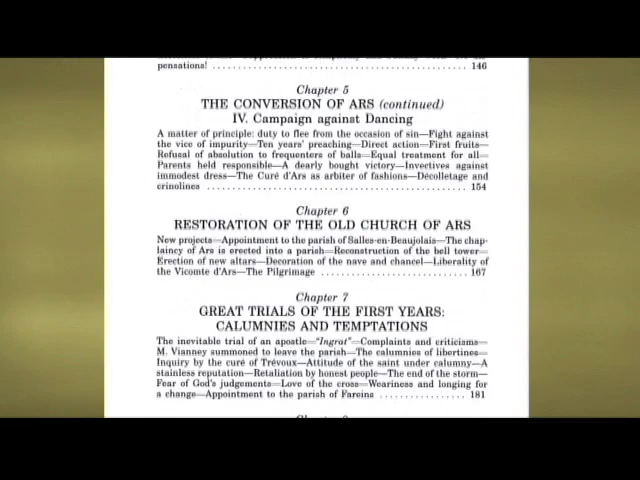 pensations! 146
Chapter 5
THE CONVERSION OF ARS (continued)
IV. Campaign against Dancing
A matter of principle: duty to flee from the occasion of sin—Fight against
the vice of impurity—Ten years' preaching—Direct action—First fruits—
Refusal of absolution to frequenters of balls—Equal treatment for all—
Parents held responsible—A dearly bought victory—Invectives against
immodest dress—The Curé d'Ars as arbiter of fashions—Décolletage and
crinolines 154
Chapter 6
RESTORATION OF THE OLD CHURCH OF ARS
New projects—Appointment to the parish of Salles-en-Beaujolais—The chap-
laincy of Ars is erected into a parish—Reconstruction of the bell tower—
Erection of new altars—Decoration of the nave and chancel—Liberality of
the Vicomte d'Ars—The Pilgrimage 167
Chapter 7
GREAT TRIALS OF THE FIRST YEARS:
CALUMNIES AND TEMPTATIONS
The inevitable trial of an apostle—"Ingrat"—Complaints and criticisms—
M. Vianney summoned to leave the parish—The calumnies of libertines—
Inquiry by the curé of Trévoux—Attitude of the saint under calumny—A
stainless reputation—Retaliation by honest people—The end of the storm—
Fear of God's judgements—Love of the cross—Weariness and longing for
a change—Appointment to the parish of Fareins 181